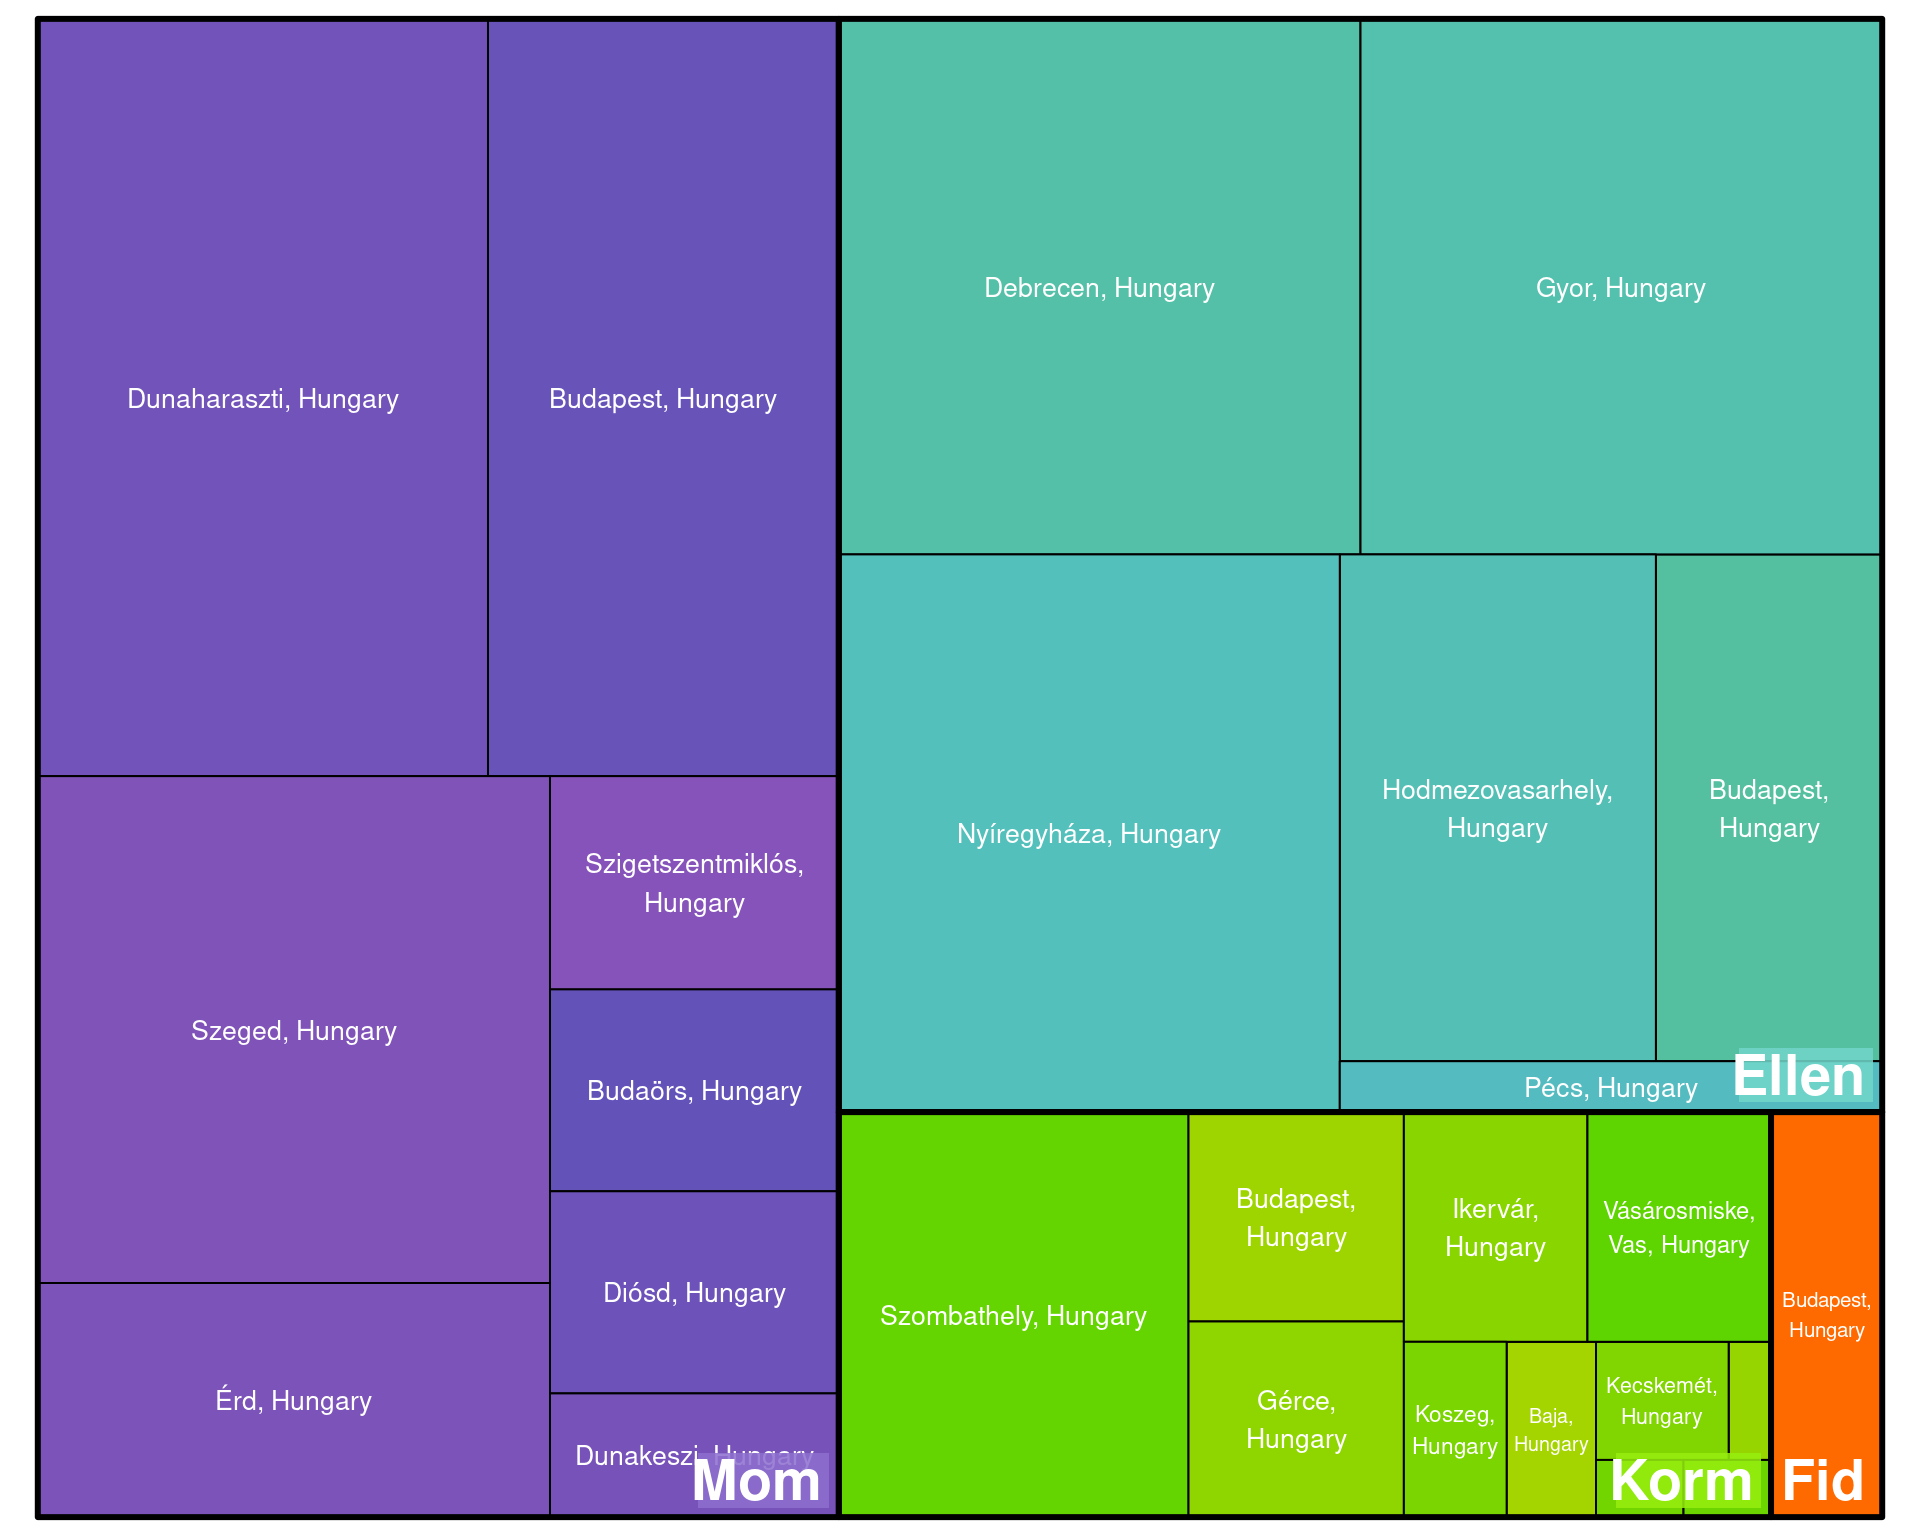 Dunaharaszti, Hungary
Budapest, Hungary
Szeged, Hungary
Szigetszentmiklós,
Hungary
Budaörs, Hungary
Diósd, Hungary
Érd, Hungary
Dunakeszi, Hungary
Mom
Debrecen, Hungary
Gyor, Hungary
Nyíregyháza, Hungary
Hodmezovasarhely,
Hungary
Budapest,
Hungary
Pécs, Hungary
Ellen
Szombathely, Hungary
Budapest,
Hungary
Gérce,
Hungary
Ikervár,
Hungary
Vásárosmiske,
Vas, Hungary
Koszeg,
Hungary
Baja,
Hungary
Kecskemét,
Hungary
Korm
Budapest,
Hungary
Fid